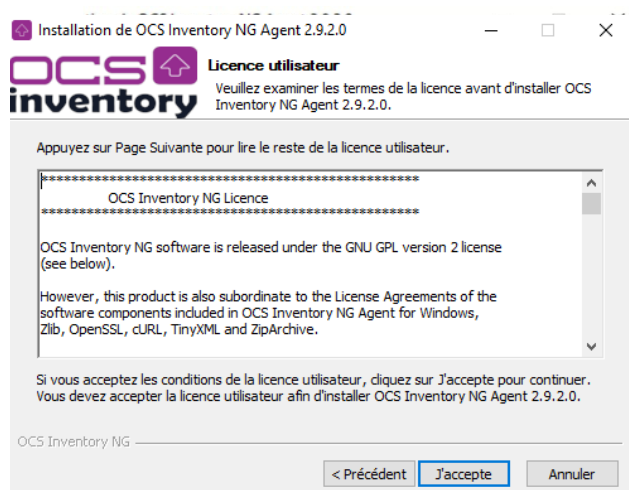 Installation de OCS Inventory NG Agent 2.9.2.0
OCS
inventory
Licence utilisateur
Veuillez examiner les termes de la licence avant d'installer OCS
Inventory NG Agent 2.9.2.0.
Appuyez sur Page Suivante pour lire le reste de la licence utilisateur.
**************************************************
OCS Inventory NG Licence
**************************************************
OCS Inventory NG software is released under the GNU GPL version 2 license
(see below).
However, this product is also subordinate to the License Agreements of the
software components included in OCS Inventory NG Agent for Windows,
Zlib, OpenSSL, cURL, TinyXML and ZipArchive.
Si vous acceptez les conditions de la licence utilisateur, cliquez sur J'accepte pour continuer.
Vous devez accepter la licence utilisateur afin d'installer OCS Inventory NG Agent 2.9.2.0.
OCS Inventory NG
< Précédent J'accepte Annuler